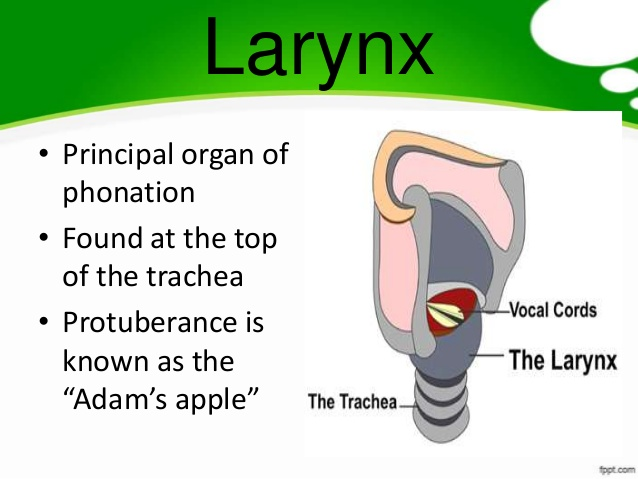 Larynx
• Principal organ of
phonation
• Found at the top
of the trachea
• Protuberance is
known as the
“Adam’s apple”
Vocal Cords
The Larynx
The Trachea
fppt.com